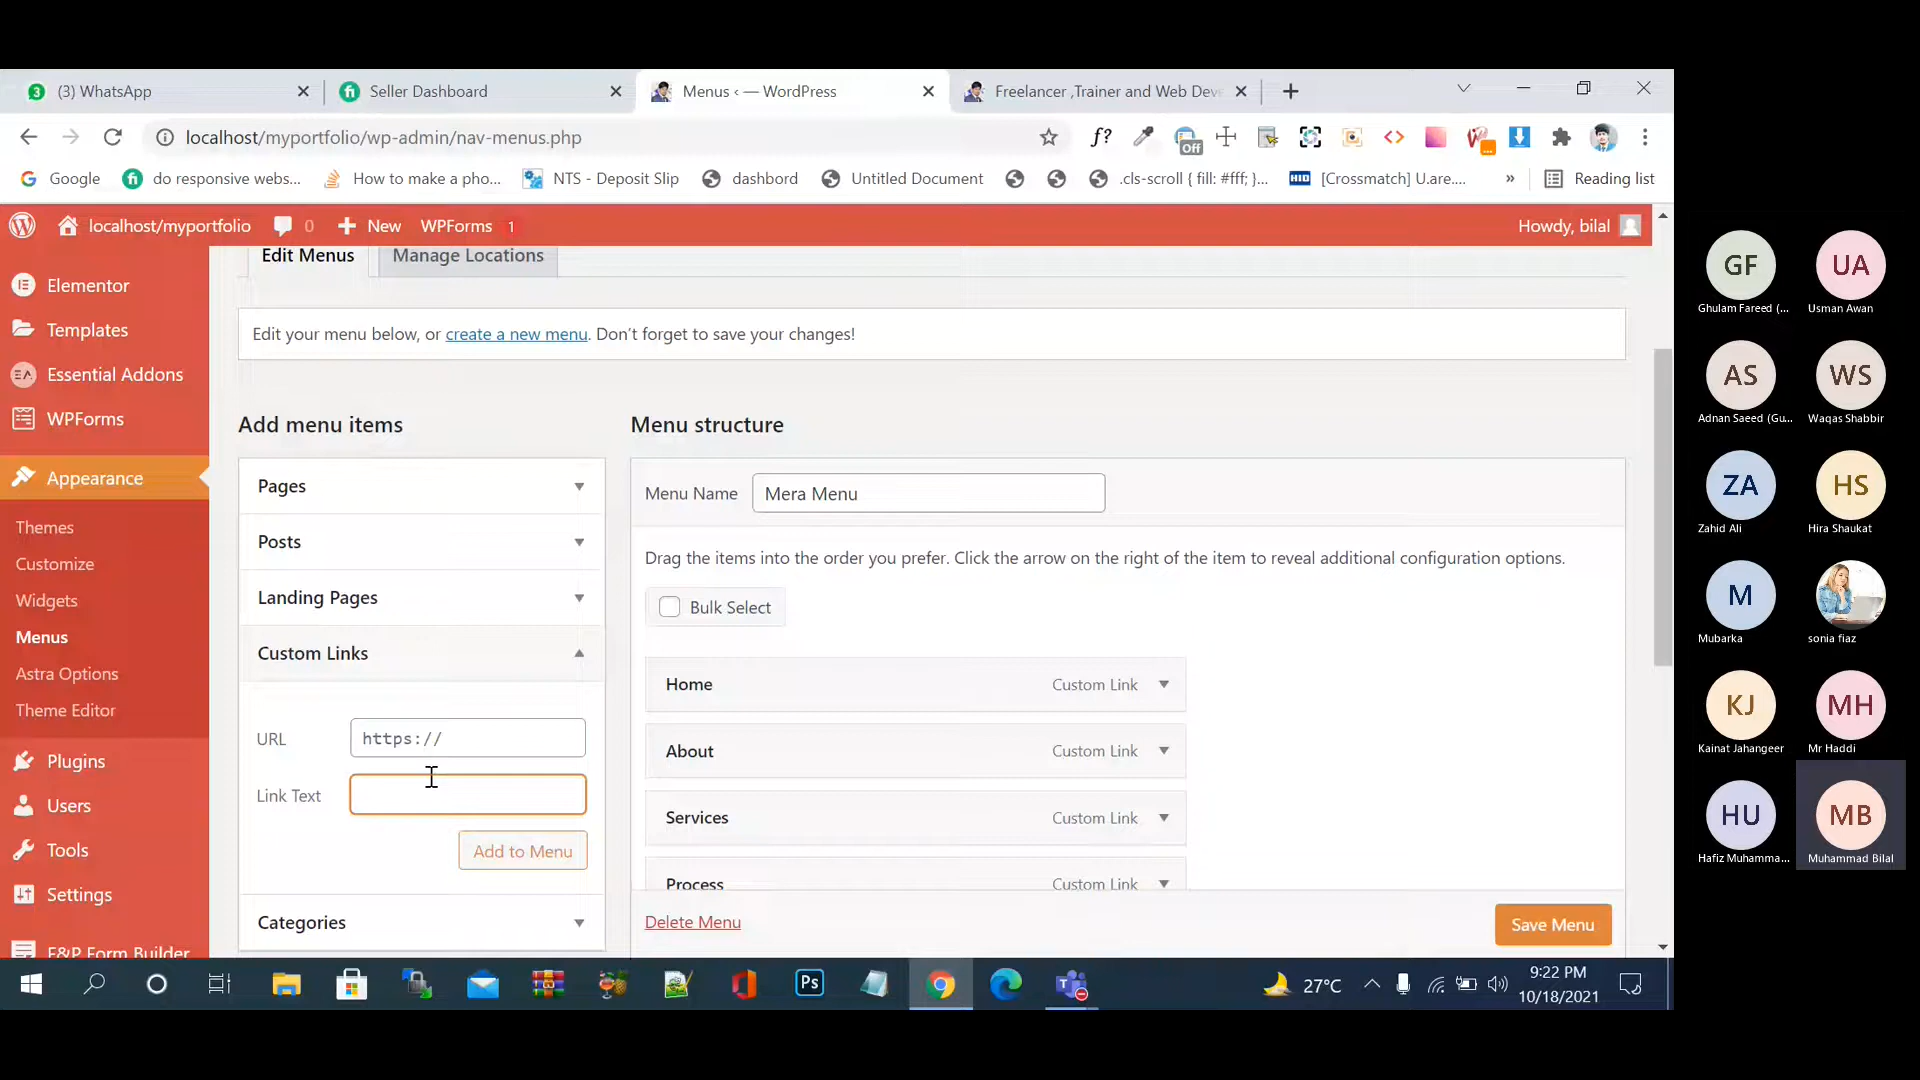 3 (3) WhatsApp
Seller Dashboard
Menus ‹ — WordPress
Freelancer ,Trainer and Web Deve
localhost/myportfolio/wp-admin/nav-menus.php
f?
Off
Google
do responsive webs...
How to make a pho...
NTS - Deposit Slip
dashbord
Untitled Document
.cls-scroll { fill: #fff; }...
HID [Crossmatch] U.are....
»
Reading list
localhost/myportfolio
0
New
WPForms 1
Howdy, bilal
Elementor
Templates
Essential Addons
WPForms
Appearance
Themes
Customize
Widgets
Menus
Astra Options
Theme Editor
Plugins
Users
Tools
Settings
F&P Form Builder
Edit Menus
Manage Locations
Edit your menu below, or create a new menu. Don’t forget to save your changes!
Add menu items
Pages
Posts
Landing Pages
Custom Links
URL https://
Link Text
Add to Menu
Categories
Menu structure
Menu Name Mera Menu
Drag the items into the order you prefer. Click the arrow on the right of the item to reveal additional configuration options.
Bulk Select
Home Custom Link
About Custom Link
Services Custom Link
Process Custom Link
Delete Menu
Save Menu
Ps
27°C
9:22 PM
10/18/2021
GF
Ghulam Fareed (...
UA
Usman Awan
AS
Adnan Saeed (Gu...
WS
Waqas Shabbir
ZA
Zahid Ali
HS
Hira Shaukat
M
Mubarka
sonia fiaz
KJ
Kainat Jahangeer
MH
Mr Haddi
HU
Hafiz Muhamma...
MB
Muhammad Bilal